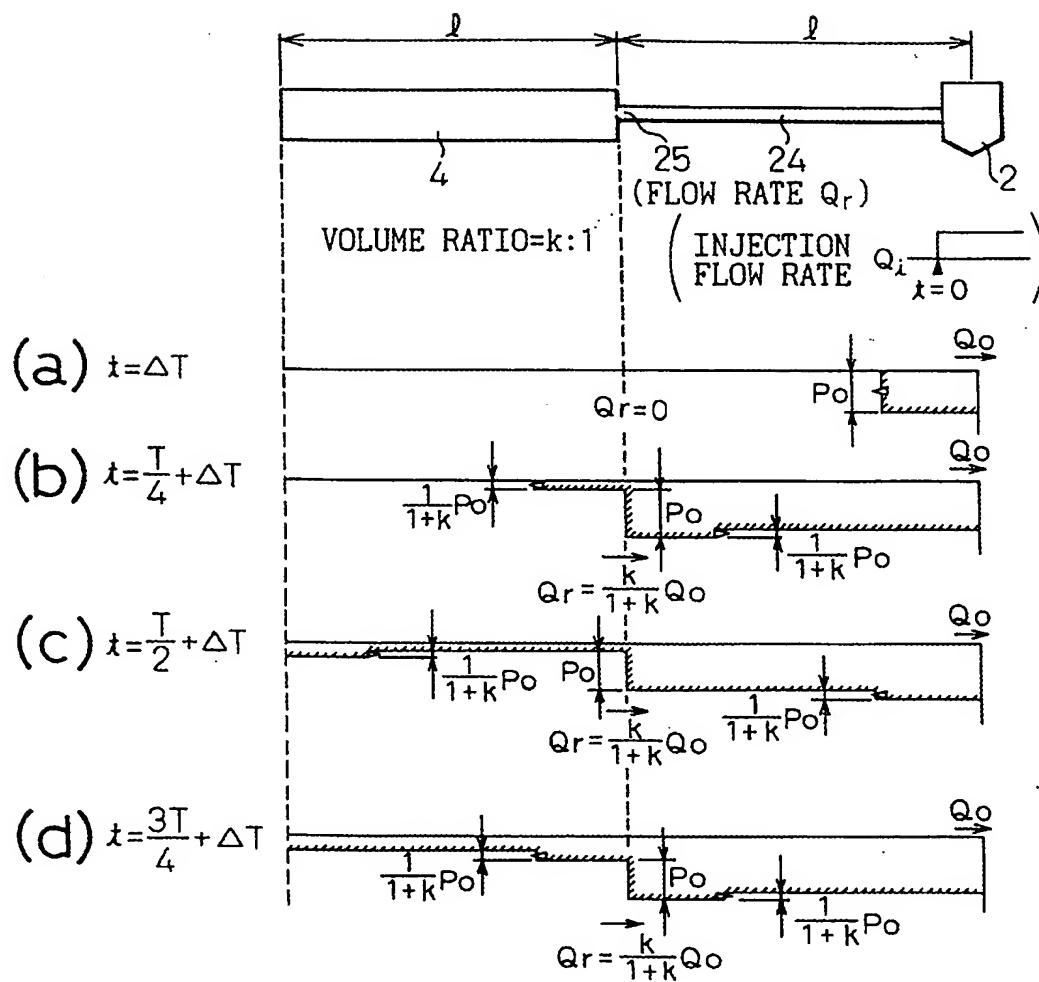 l l
4 25 24 2
(FLOW RATE Qr)
VOLUME RATIO=k:1
(INJECTION FLOW RATE Qi t=0)
(a) t=ΔT Po Qo
Qr=0
(b) t=T/4+ΔT 1/1+k Po Po 1/1+k Po Qo
Qr=k/1+k Qo
(c) t=T/2+ΔT 1/1+k Po Po 1/1+k Po Qo
Qr=k/1+k Qo
(d) t=3T/4+ΔT 1/1+k Po Po 1/1+k Po Qo
Qr=k/1+k Qo